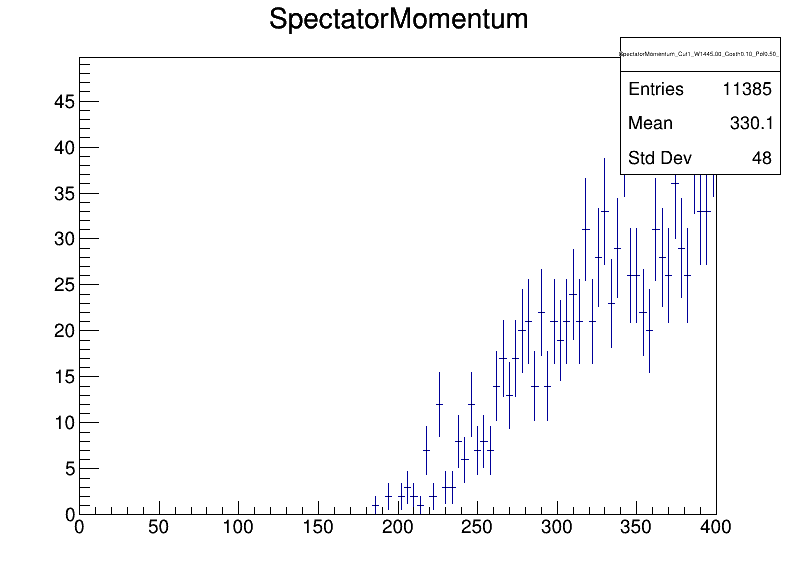 SpectatorMomentum
SpectatorMomentum_Cut1_W1445.00_Costh0.10_Pol0.50_
Entries 11385
Mean 330.1
Std Dev 48
45
40
35
30
25
20
15
10
5
0
0 50 100 150 200 250 300 350 400